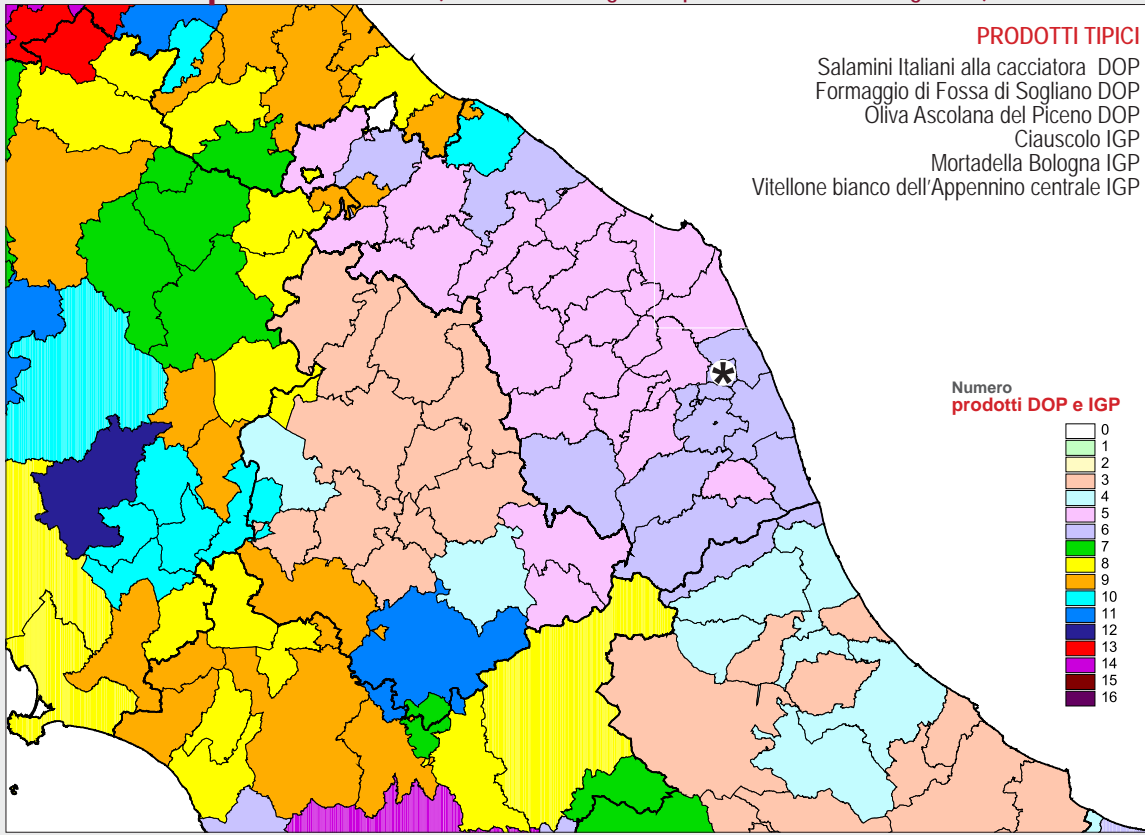 PRODOTTI TIPICI
Salamini Italiani alla cacciatora DOP
Formaggio di Fossa di Sogliano DOP
Oliva Ascolana del Piceno DOP
Ciauscolo IGP
Mortadella Bologna IGP
Vitellone bianco dell'Appennino centrale IGP
Numero
prodotti DOP e IGP
0
1
2
3
4
5
6
7
8
9
10
11
12
13
14
15
16